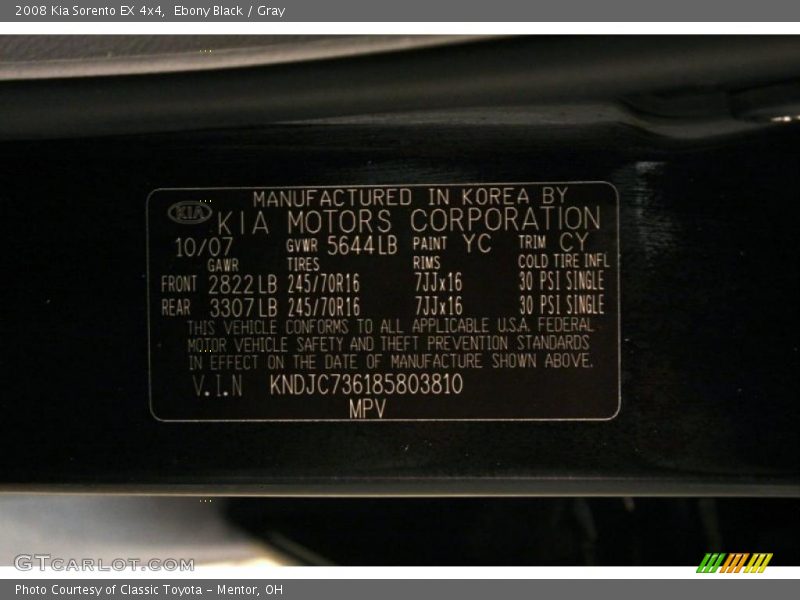 2008 Kia Sorento EX 4x4, Ebony Black / Gray
MANUFACTURED IN KOREA BY
KIA KIA MOTORS CORPORATION
10/07 GVWR 5644LB PAINT YC TRIM CY
GAWR TIRES RIMS COLD TIRE INFL
FRONT 2822LB 245/70R16 7JJx16 30 PSI SINGLE
REAR 3307LB 245/70R16 7JJx16 30 PSI SINGLE
THIS VEHICLE CONFORMS TO ALL APPLICABLE U.S.A. FEDERAL
MOTOR VEHICLE SAFETY AND THEFT PREVENTION STANDARDS
IN EFFECT ON THE DATE OF MANUFACTURE SHOWN ABOVE.
V.I.N KNDJC736185803810
MPV
GTCARLOT.COM
Photo Courtesy of Classic Toyota - Mentor, OH